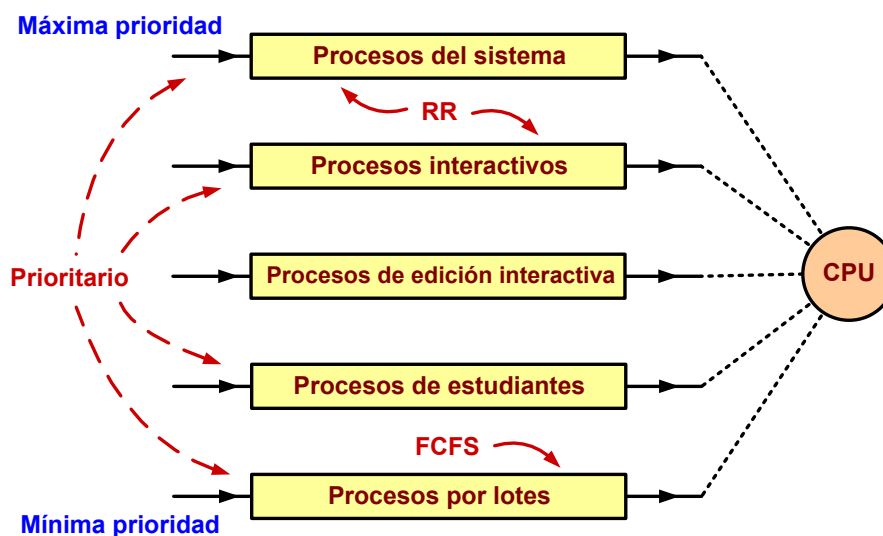 Máxima prioridad
Procesos del sistema
RR
Procesos interactivos
Prioritario
Procesos de edición interactiva
CPU
Procesos de estudiantes
FCFS
Procesos por lotes
Mínima prioridad